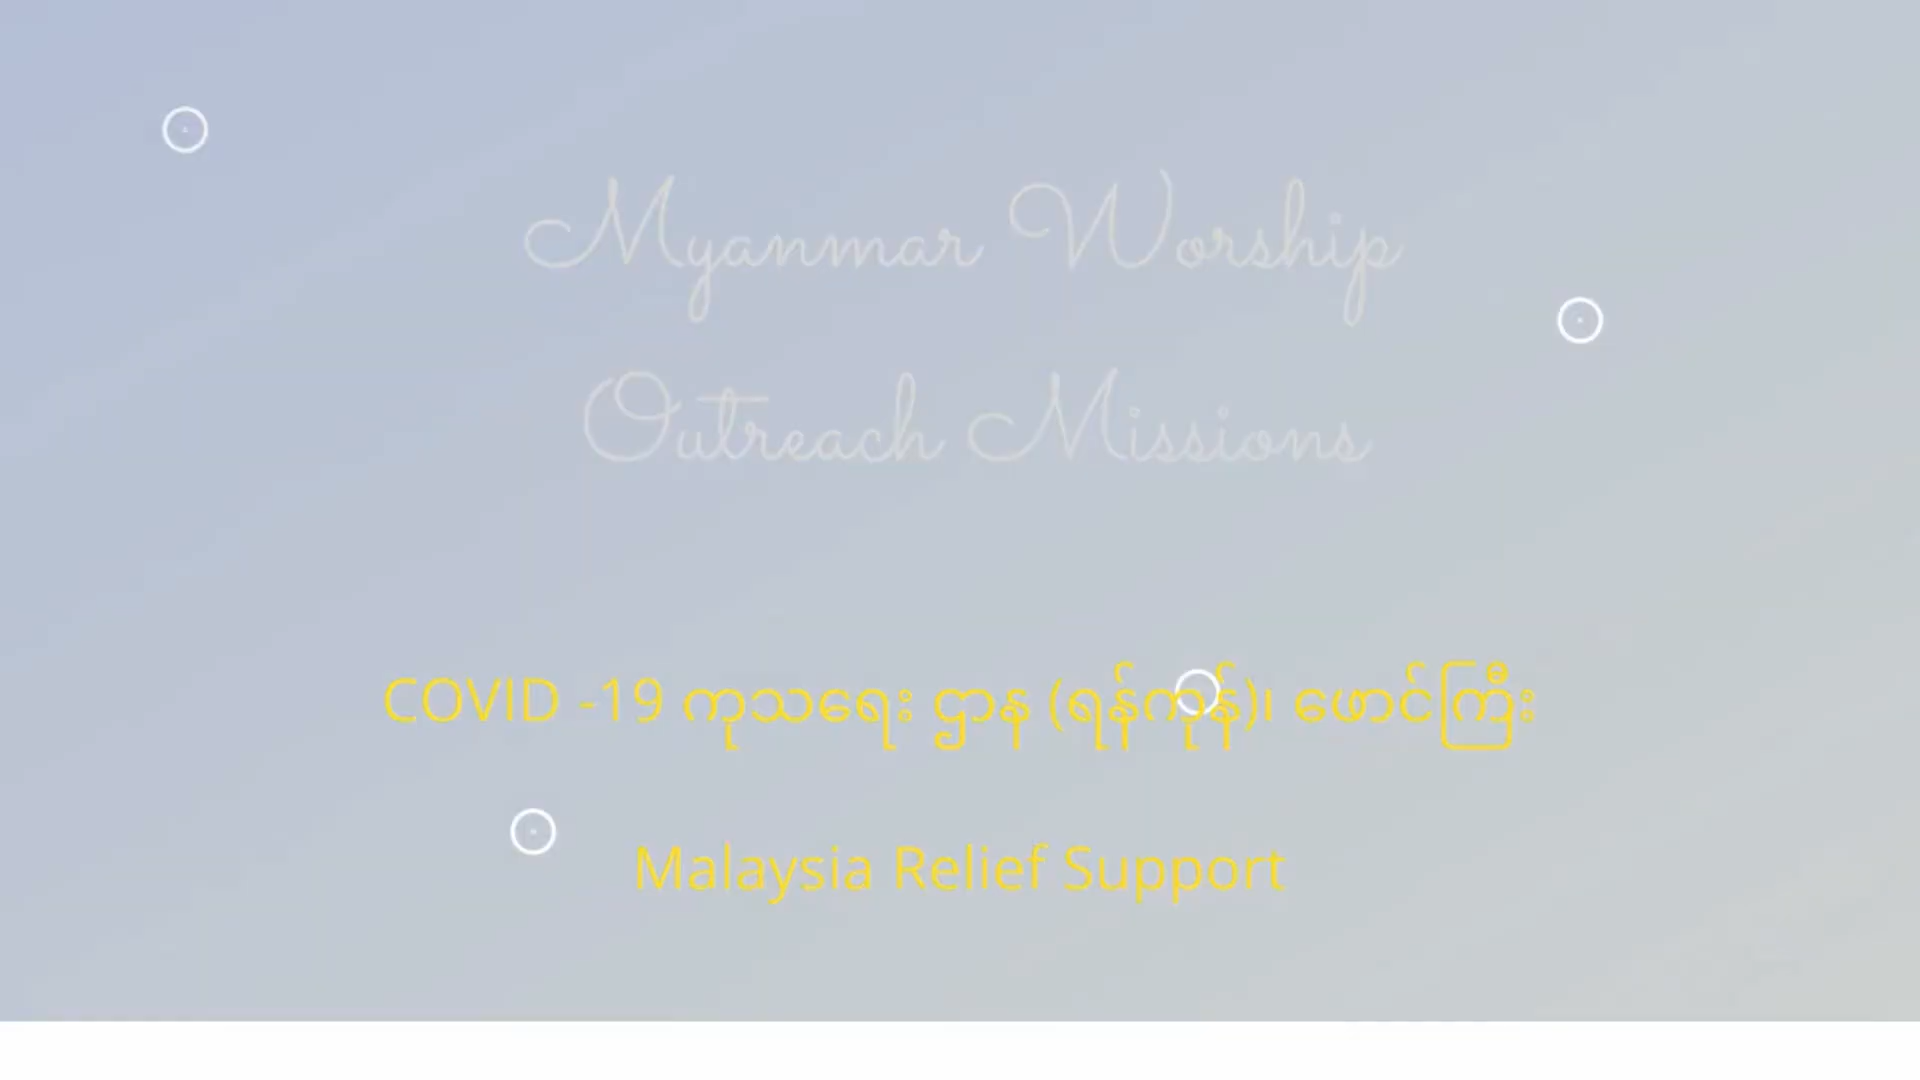 Myanmar Worship
Outreach Missions
COVID -19 ကုသရေး ဌာန (ရန်ကုန်)၊ ဖောင်ကြီး
Malaysia Relief Support